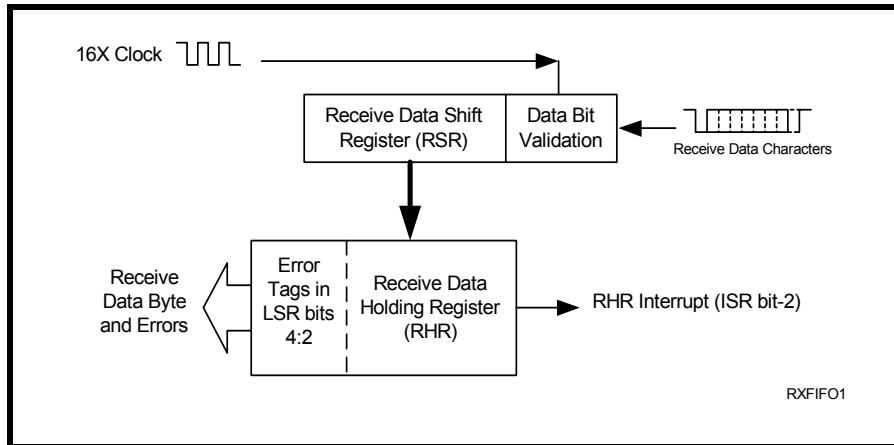 16X Clock
Receive Data Shift
Register (RSR)
Data Bit
Validation
Receive Data Characters
Receive
Data Byte
and Errors
Error
Tags in
LSR bits
4:2
Receive Data
Holding Register
(RHR)
RHR Interrupt (ISR bit-2)
RXFIFO1